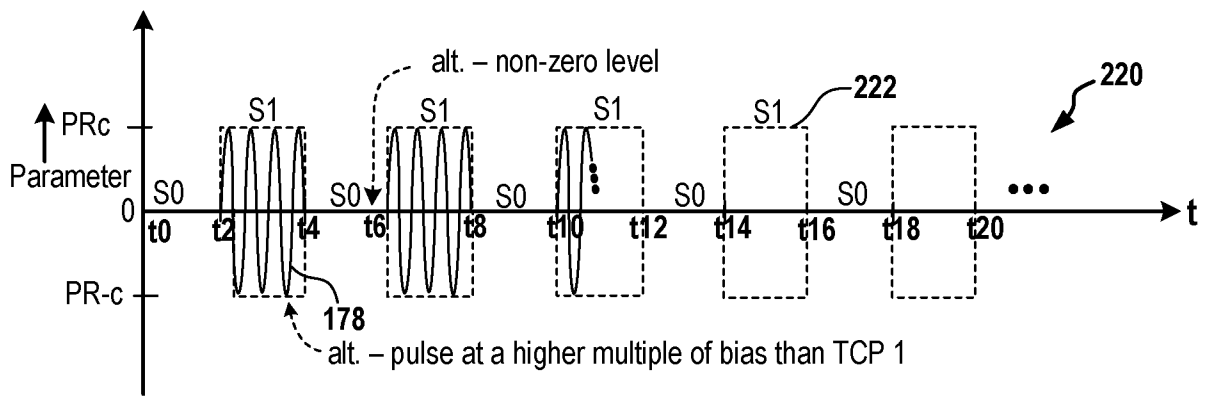 alt. – non-zero level
222
220
S1
S1
S1
S1
PRc
Parameter
S0
S0
S0
S0
S0
0
t0
t2
t4
t6
t8
t10
t12
t14
t16
t18
t20
t
PR-c
178
alt. – pulse at a higher multiple of bias than TCP 1